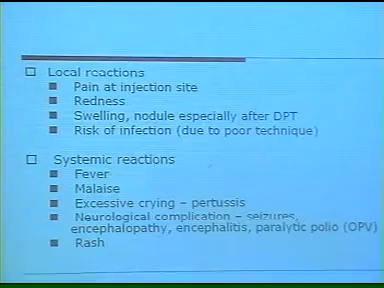 Local reactions
Pain at injection site
Redness
Swelling, nodule especially after DPT
Risk of infection (due to poor technique)
Systemic reactions
Fever
Malaise
Excessive crying – pertussis
Neurological complication – seizures,
encephalopathy, encephalitis, paralytic polio (OPV)
Rash